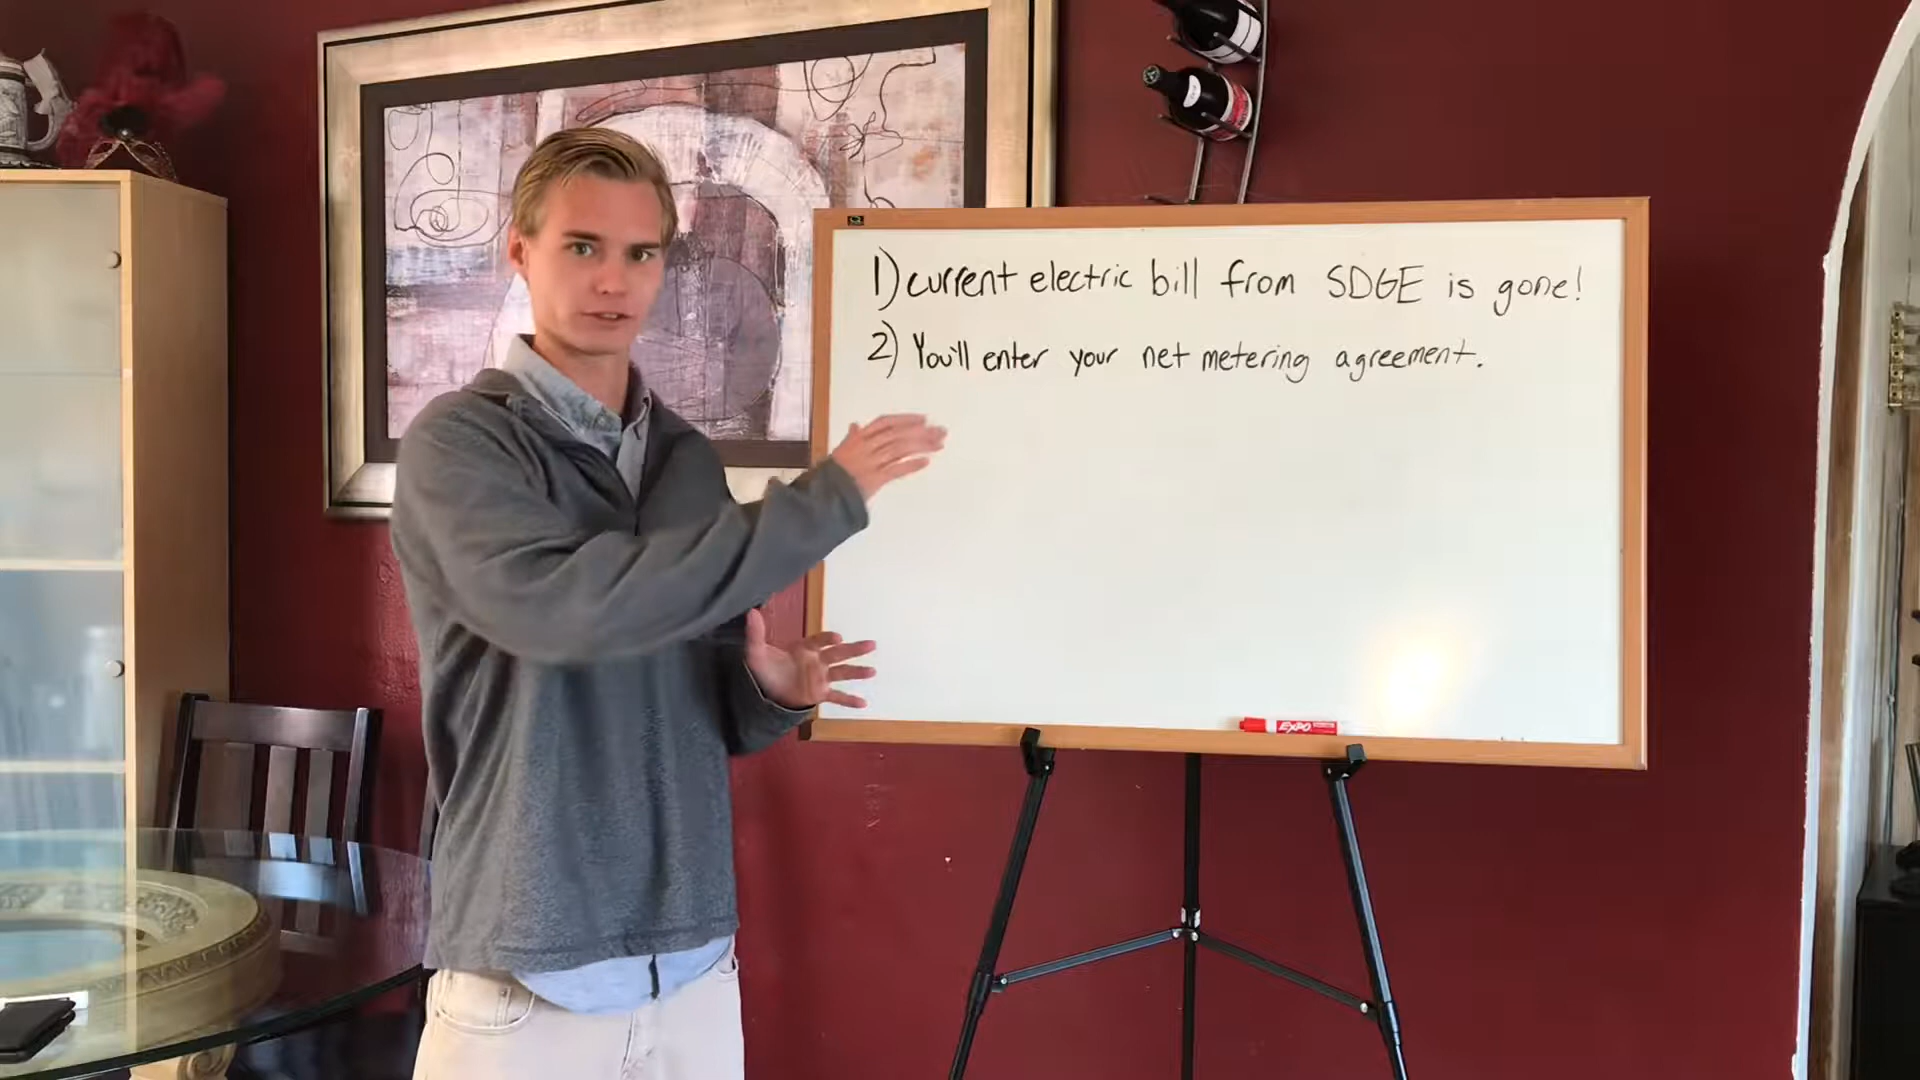 1) current electric bill from SDGE is gone!
2) You'll enter your net metering agreement.
EXPO